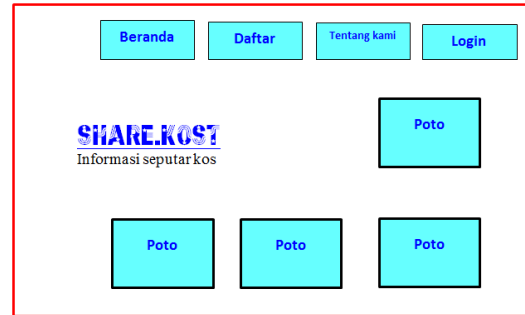 Beranda
Daftar
Tentang kami
Login
SHARE.KOST
Informasi seputar kos
Poto
Poto
Poto
Poto